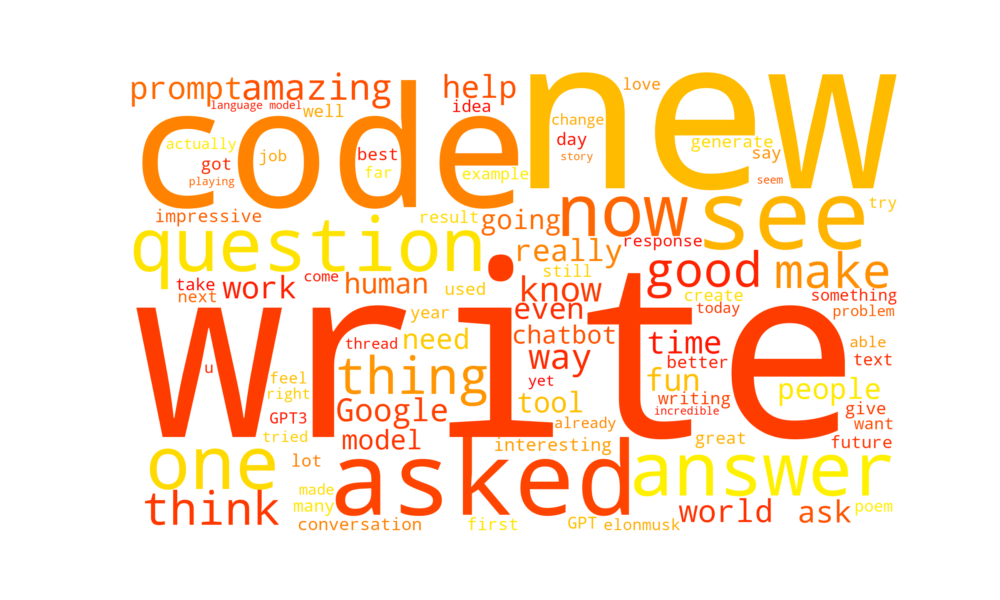 code
new
prompt
amazing
language model
well
help
idea
love
change
day
story
generate
say
seem
try
actually
got
playing
job
best
far
example
impressive
result
going
now
see
question
really
response
still
good
make
take
next
work
come
human
used
know
even
create
today
something
problem
write
year
thread
need
chatbot
way
yet
time
better
able
text
u
feel
right
thing
tool
fun
writing
incredible
people
give
want
GPT3
Google
already
tried
model
interesting
great
future
one
lot
asked
answer
think
made
many
conversation
first
GPT
elonmusk
world
ask
poem